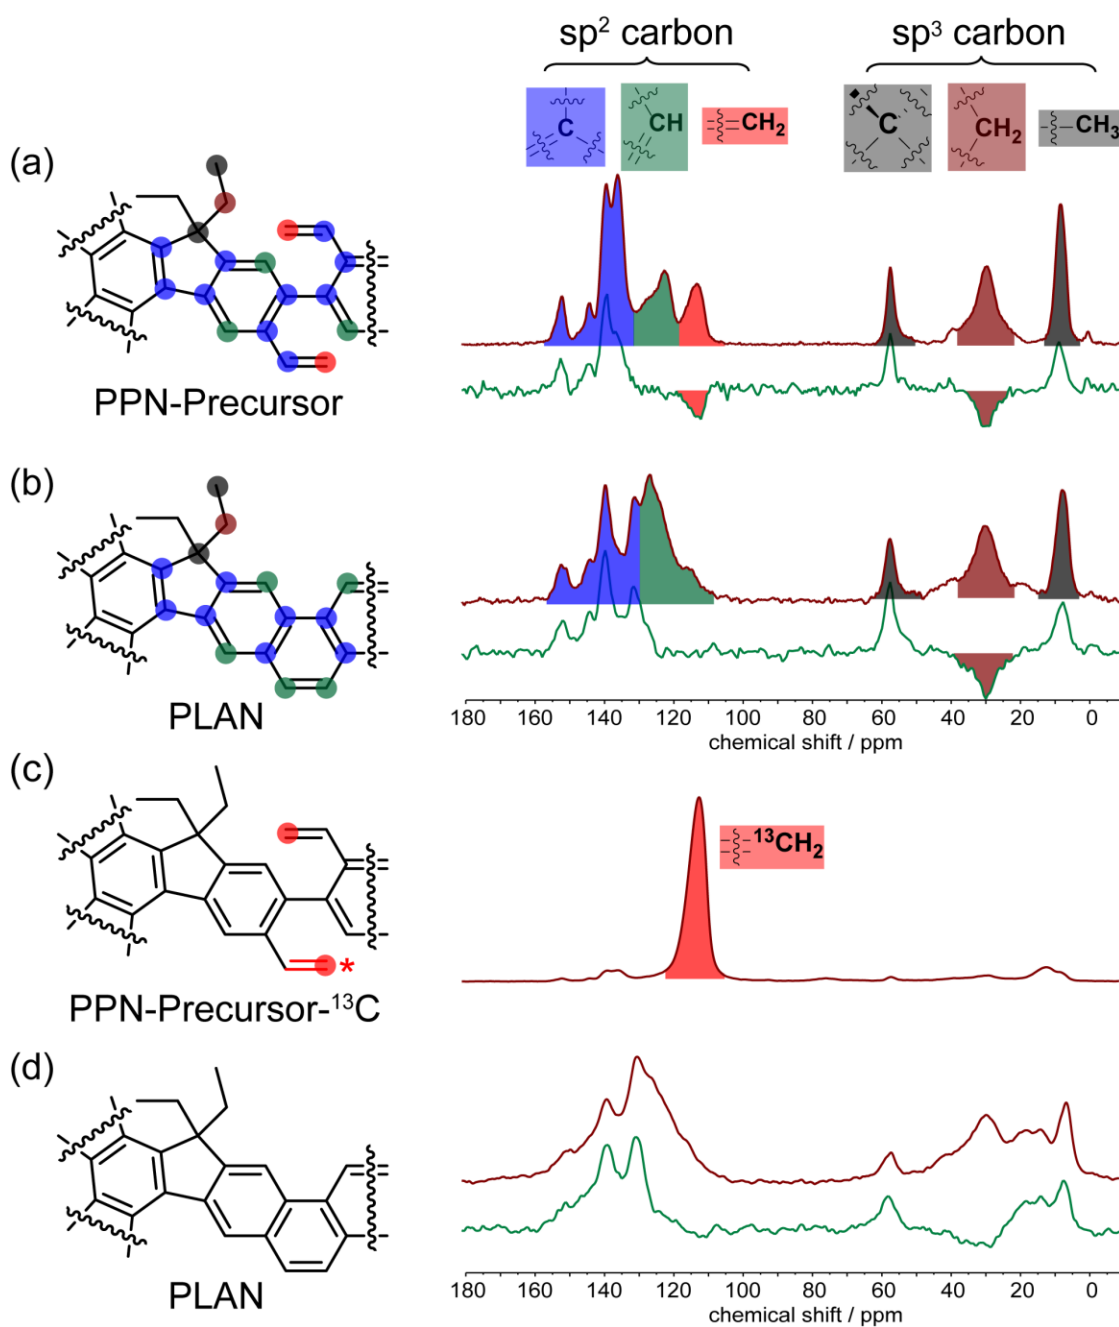 sp² carbon
sp³ carbon
C
CH
CH₂
C
CH₂
CH₃
(a)
PPN-Precursor
(b)
PLAN
180 160 140 120 100 80 60 40 20 0
chemical shift / ppm
(c)
¹³CH₂
*
PPN-Precursor-¹³C
(d)
PLAN
180 160 140 120 100 80 60 40 20 0
chemical shift / ppm